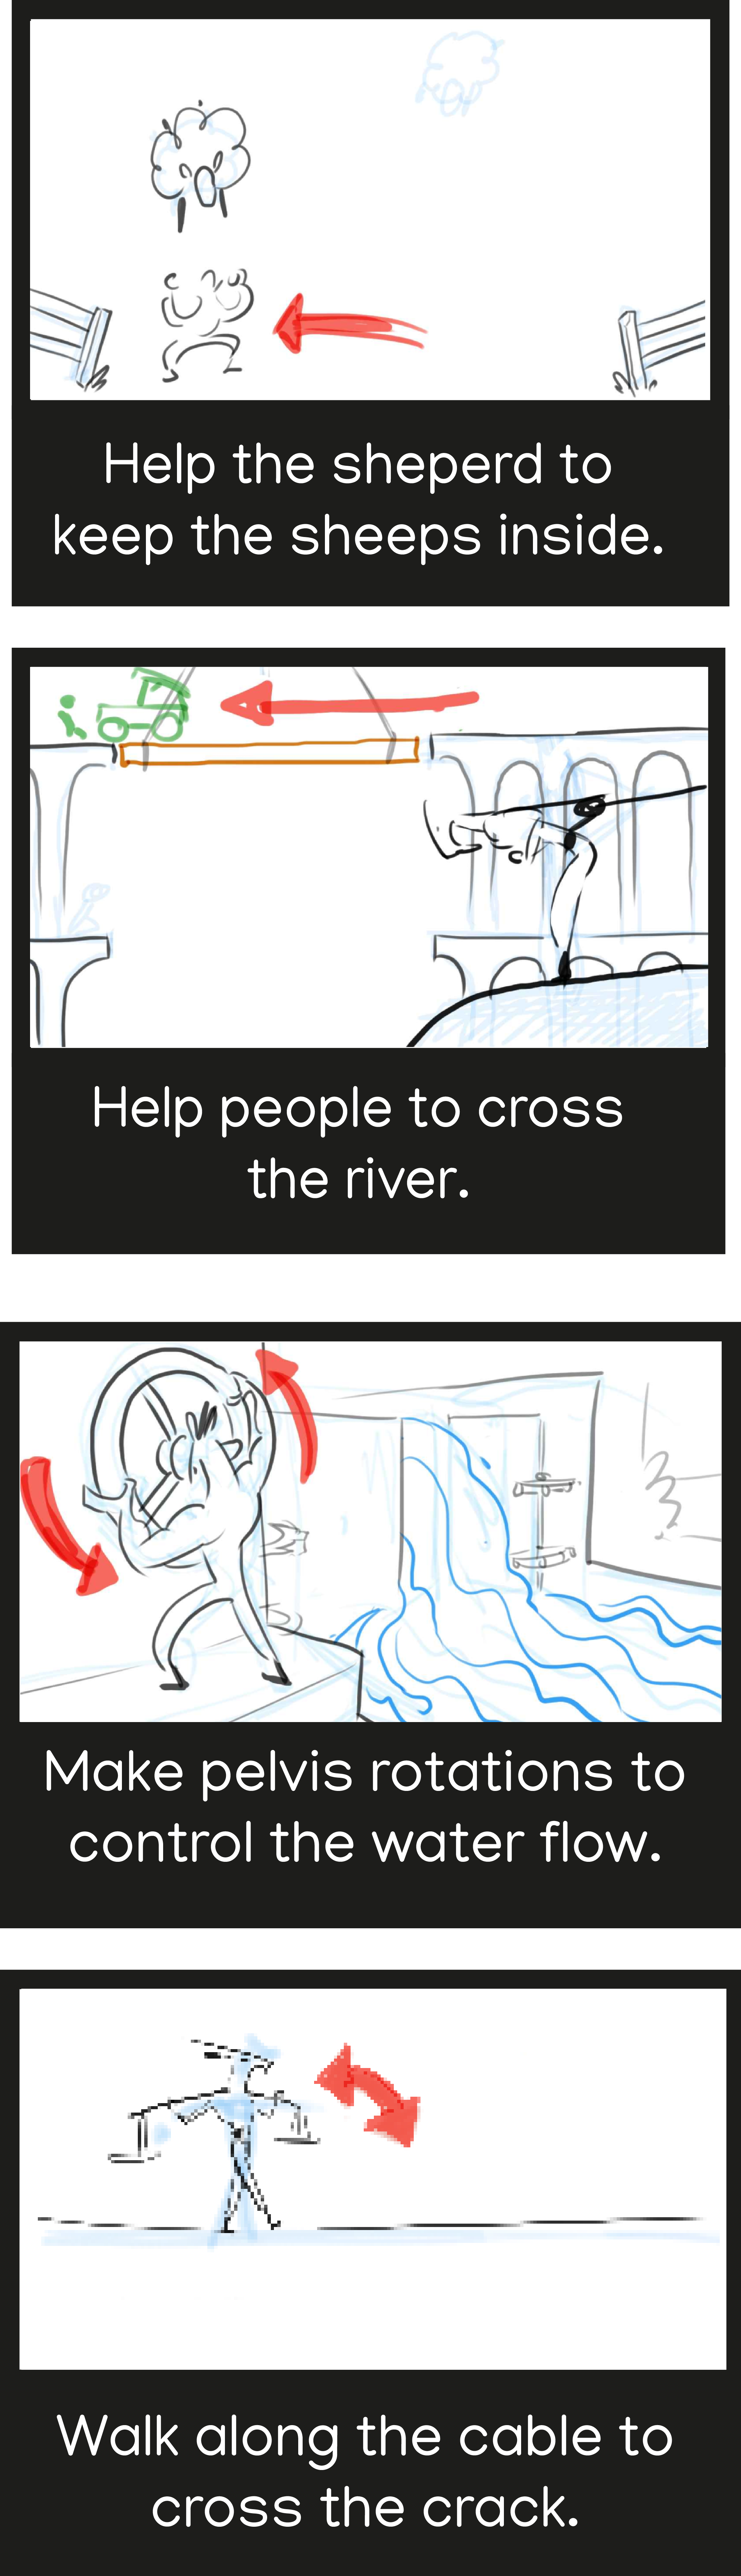 Help the sheperd to
keep the sheeps inside.
Help people to cross
the river.
Make pelvis rotations to
control the water flow.
Walk along the cable to
cross the crack.